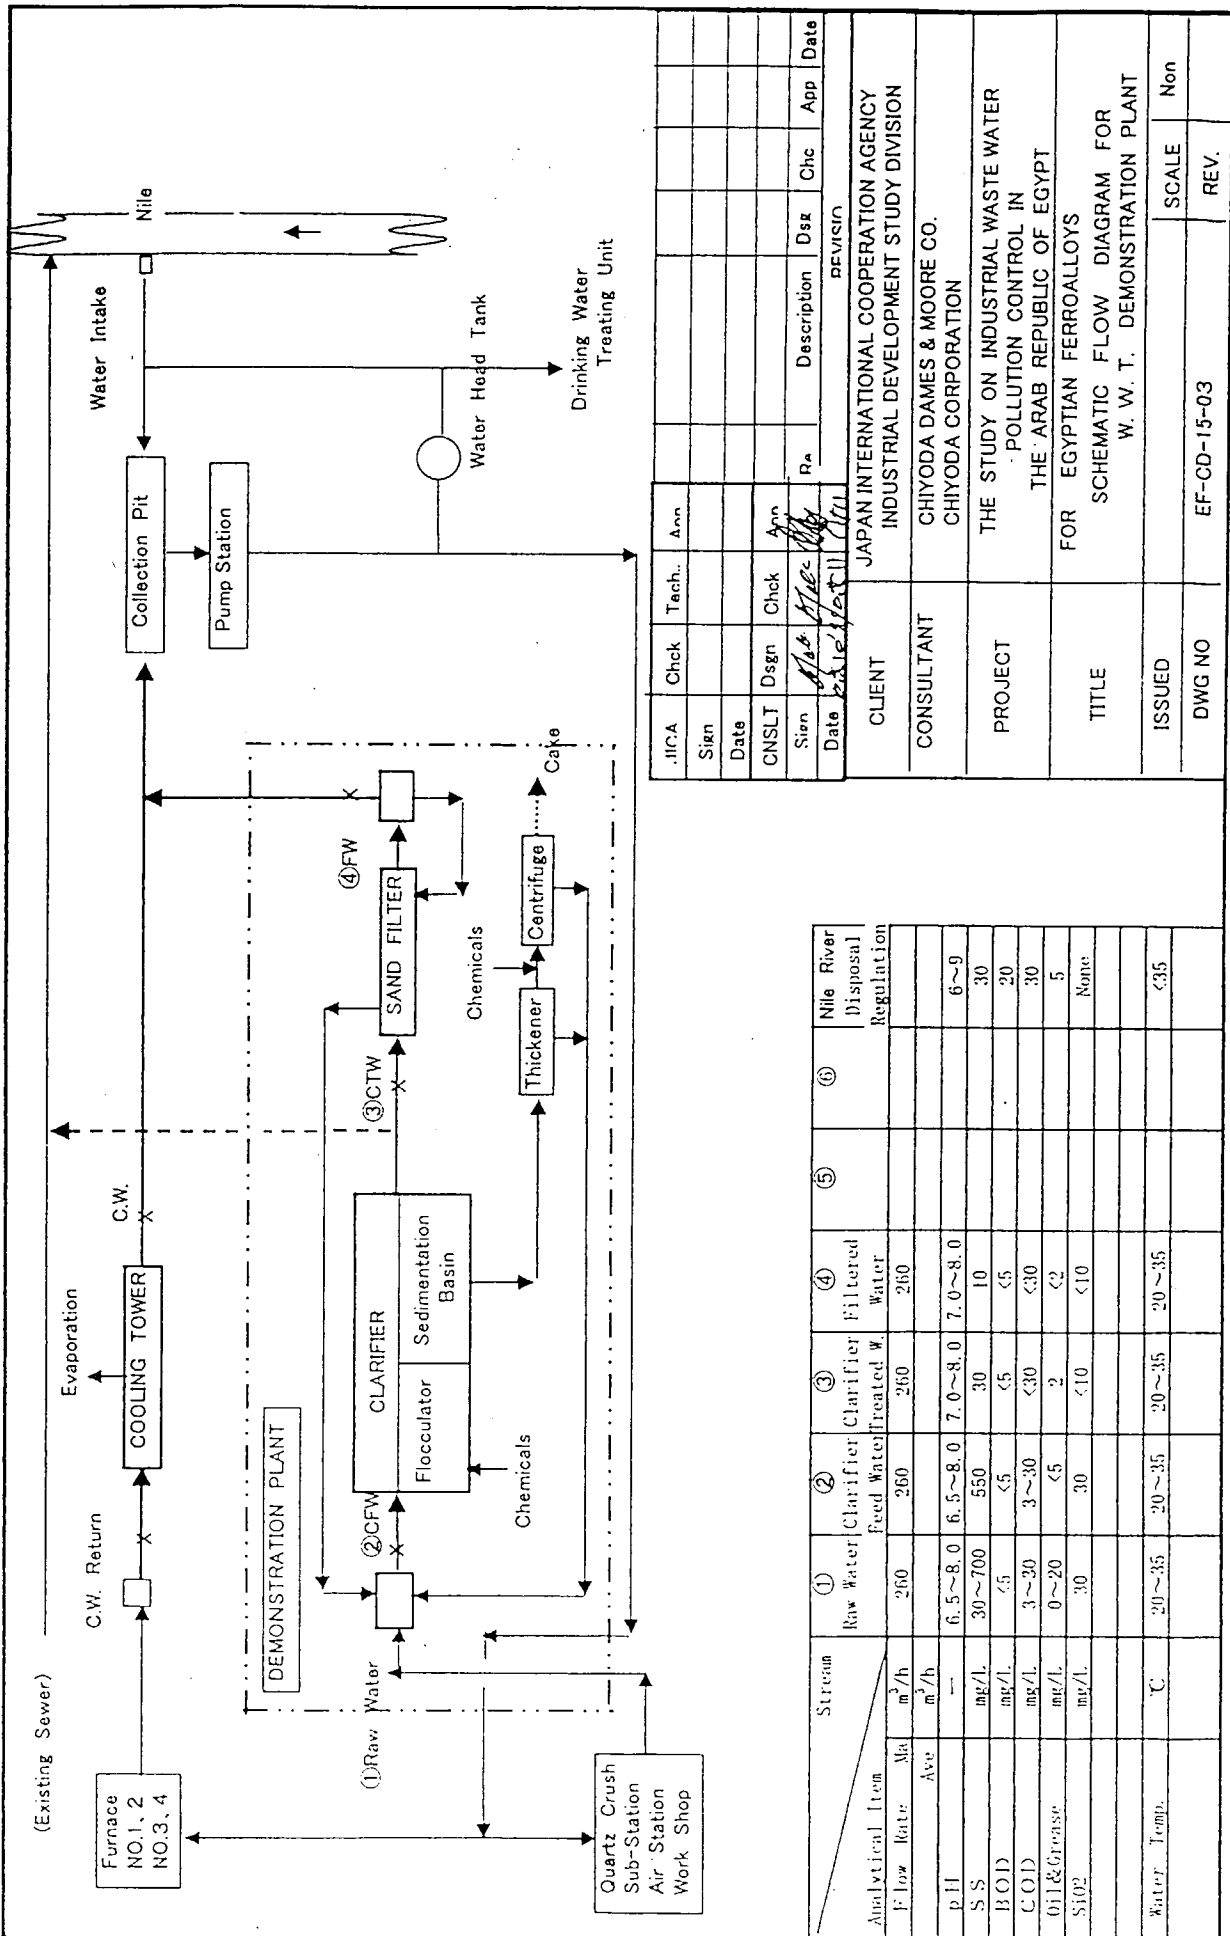 (Existing Sewer)
Furnace
NO.1, 2
NO.3, 4
C.W. Return
COOLING TOWER
Evaporation
C.W.
Collection Pit
Water Intake
Nile
Pump Station
Water Head Tank
Drinking Water
Treating Unit
①Raw Water
DEMONSTRATION PLANT
②CFW
CLARIFIER
Flocculator
Sedimentation
Basin
Chemicals
③CTW
SAND FILTER
④FW
Chemicals
Thickener
Centrifuge
Cake
Quartz Crush
Sub-Station
Air Station
Work Shop
Stream ① ② ③ ④ ⑤ ⑥ Nile River
Raw Water Clarifier Clarifier Filtered Disposal
Analytical Item Feed Water Treated W. Water Regulation
Flow Rate Ma m³/h 260 260 260 260
Ave m³/h
pH — 6.5~8.0 6.5~8.0 7.0~8.0 7.0~8.0 6~9
SS mg/l. 30~700 550 30 10 30
BOD mg/l. <5 <5 <5 <5 20
COD mg/l. 3~30 3~30 <30 <30 30
Oil&Grease mg/l. 0~20 <5 2 <2 5
SiO2 mg/l. 30 30 <10 <10 None
Water Temp. ℃ 20~35 20~35 20~35 20~35 <35
JICA Chck Tech. App
Sign
Date
CNSLT Dsgn Chck App
Sign
Date
Description Dsg Chc App Date
REVISIO
CLIENT JAPAN INTERNATIONAL COOPERATION AGENCY
INDUSTRIAL DEVELOPMENT STUDY DIVISION
CONSULTANT CHIYODA DAMES & MOORE CO.
CHIYODA CORPORATION
PROJECT THE STUDY ON INDUSTRIAL WASTE WATER
POLLUTION CONTROL IN
THE ARAB REPUBLIC OF EGYPT
TITLE FOR EGYPTIAN FERROALLOYS
SCHEMATIC FLOW DIAGRAM FOR
W. W. T. DEMONSTRATION PLANT
ISSUED SCALE Non
DWG NO EF-CD-15-03 REV.